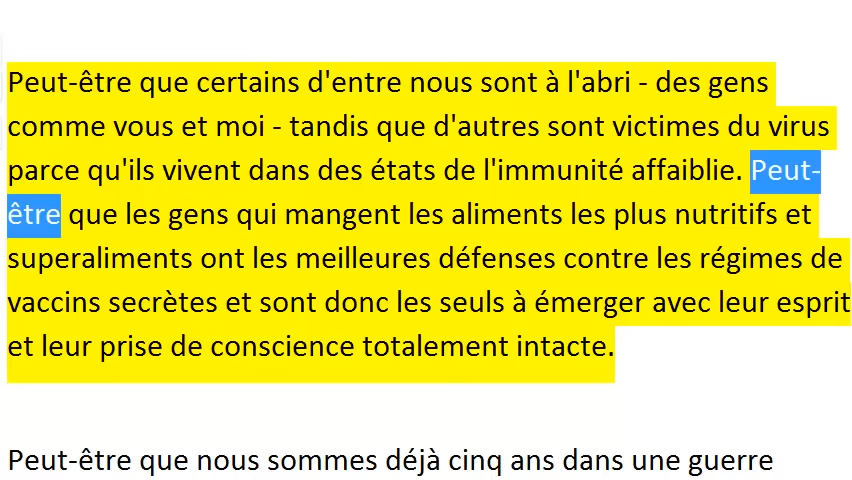 Peut-être que certains d'entre nous sont à l'abri - des gens
comme vous et moi - tandis que d'autres sont victimes du virus
parce qu'ils vivent dans des états de l'immunité affaiblie. Peut-
être que les gens qui mangent les aliments les plus nutritifs et
superaliments ont les meilleures défenses contre les régimes de
vaccins secrètes et sont donc les seuls à émerger avec leur esprit
et leur prise de conscience totalement intacte.
Peut-être que nous sommes déjà cinq ans dans une guerre